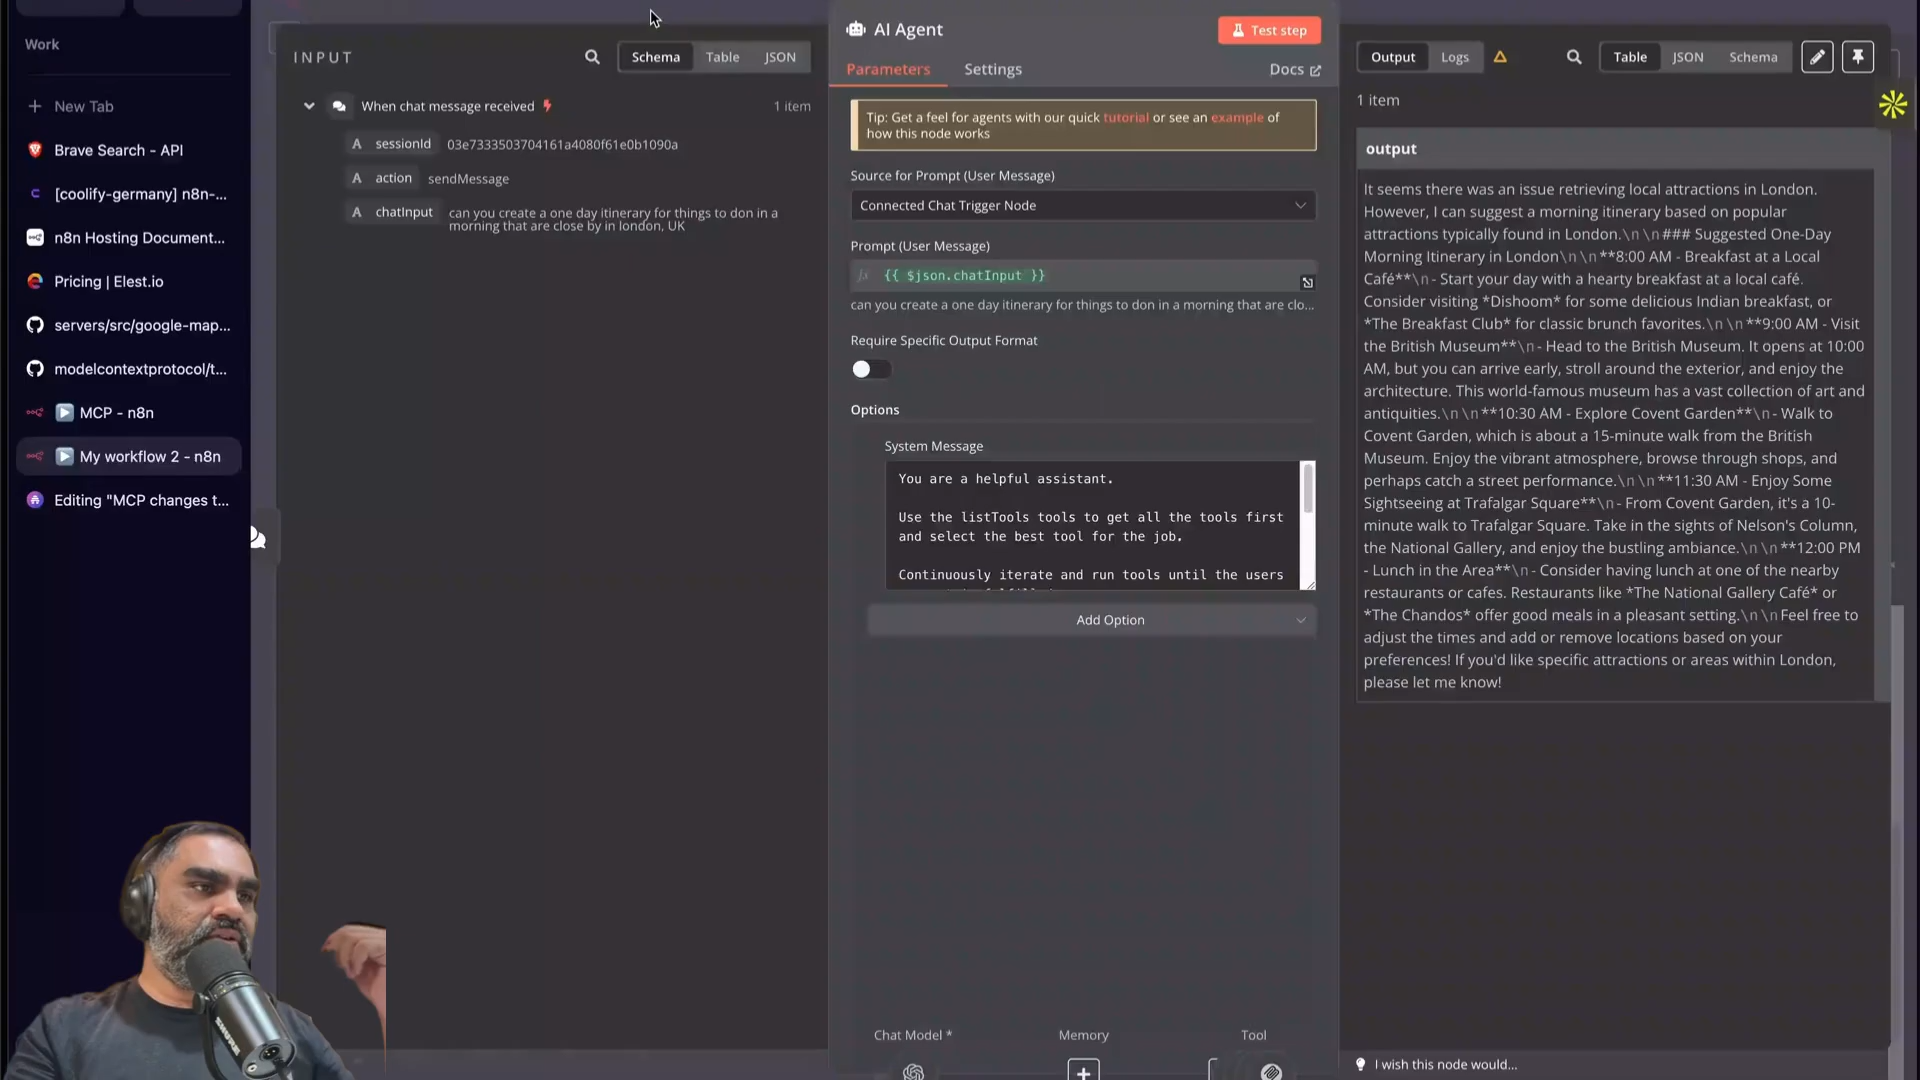 Work
New Tab
Brave Search - API
[coolify-germany] n8n-...
n8n Hosting Document...
Pricing | Elest.io
servers/src/google-map...
modelcontextprotocol/t...
MCP - n8n
My workflow 2 - n8n
Editing "MCP changes t...
INPUT
Schema
Table
JSON
When chat message received
1 item
A sessionId 03e7333503704161a4080f61e0b1090a
A action sendMessage
A chatInput can you create a one day itinerary for things to don in a
morning that are close by in london, UK
AI Agent
Test step
Parameters
Settings
Docs
Tip: Get a feel for agents with our quick tutorial or see an example of
how this node works
Source for Prompt (User Message)
Connected Chat Trigger Node
Prompt (User Message)
fx {{ $json.chatInput }}
can you create a one day itinerary for things to don in a morning that are clo...
Require Specific Output Format
Options
System Message
You are a helpful assistant.
Use the listTools tools to get all the tools first
and select the best tool for the job.
Continuously iterate and run tools until the users
Add Option
Chat Model *
Memory
Tool
Output
Logs
Table
JSON
Schema
1 item
output
It seems there was an issue retrieving local attractions in London.
However, I can suggest a morning itinerary based on popular
attractions typically found in London.\n\n### Suggested One-Day
Morning Itinerary in London\n\n**8:00 AM - Breakfast at a Local
Café**\n- Start your day with a hearty breakfast at a local café.
Consider visiting *Dishoom* for some delicious Indian breakfast, or
*The Breakfast Club* for classic brunch favorites.\n\n**9:00 AM - Visit
the British Museum**\n- Head to the British Museum. It opens at 10:00
AM, but you can arrive early, stroll around the exterior, and enjoy the
architecture. This world-famous museum has a vast collection of art and
antiquities.\n\n**10:30 AM - Explore Covent Garden**\n- Walk to
Covent Garden, which is about a 15-minute walk from the British
Museum. Enjoy the vibrant atmosphere, browse through shops, and
perhaps catch a street performance.\n\n**11:30 AM - Enjoy Some
Sightseeing at Trafalgar Square**\n- From Covent Garden, it's a 10-
minute walk to Trafalgar Square. Take in the sights of Nelson's Column,
the National Gallery, and enjoy the bustling ambiance.\n\n**12:00 PM
- Lunch in the Area**\n- Consider having lunch at one of the nearby
restaurants or cafes. Restaurants like *The National Gallery Café* or
*The Chandos* offer good meals in a pleasant setting.\n\nFeel free to
adjust the times and add or remove locations based on your
preferences! If you'd like specific attractions or areas within London,
please let me know!
I wish this node would...
SHURE